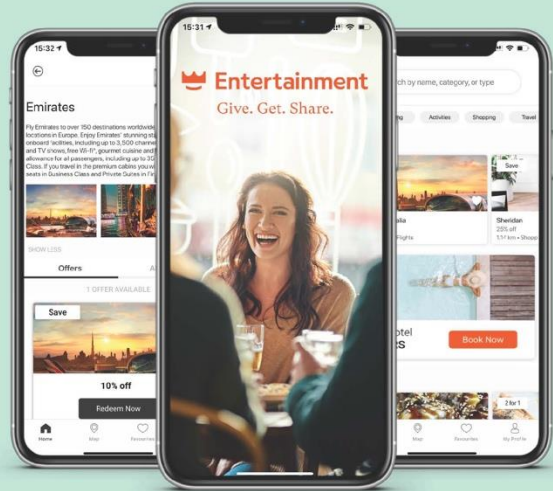 15:32
Emirates
Fly Emirates to over 150 destinations worldwide
locations in Europe. Enjoy Emirates' stunning
onboard facilities, including up to 3,500
and TV shows, free Wi-Fi*, gourmet cuisine and
allowance for all passengers, including up to
Class. If you travel in the premium cabins you
seats in Business Class and Private Suites in
SHOW LESS
Offers
1 OFFER AVAILABLE
Save
10% off
Redeem Now
Home
Map
Favourites
15:31
Entertainment
Give. Get. Share.
by name, category, or type
Activities
Shopping
Travel
Save
Flights
Sheridan
25% off
Book Now
2 for 1
Map
Favourites
My Profile